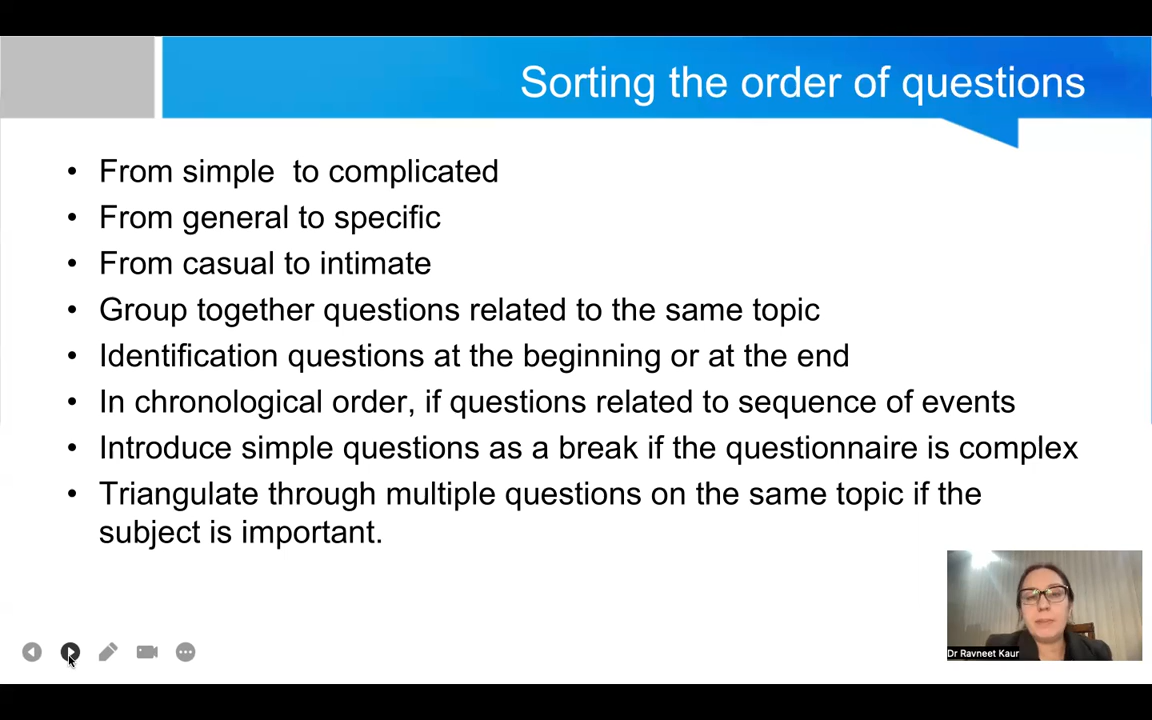 Sorting the order of questions
• From simple  to complicated
• From general to specific
• From casual to intimate
• Group together questions related to the same topic
• Identification questions at the beginning or at the end
• In chronological order, if questions related to sequence of events
• Introduce simple questions as a break if the questionnaire is complex
• Triangulate through multiple questions on the same topic if the
subject is important.
Dr Ravneet Kaur